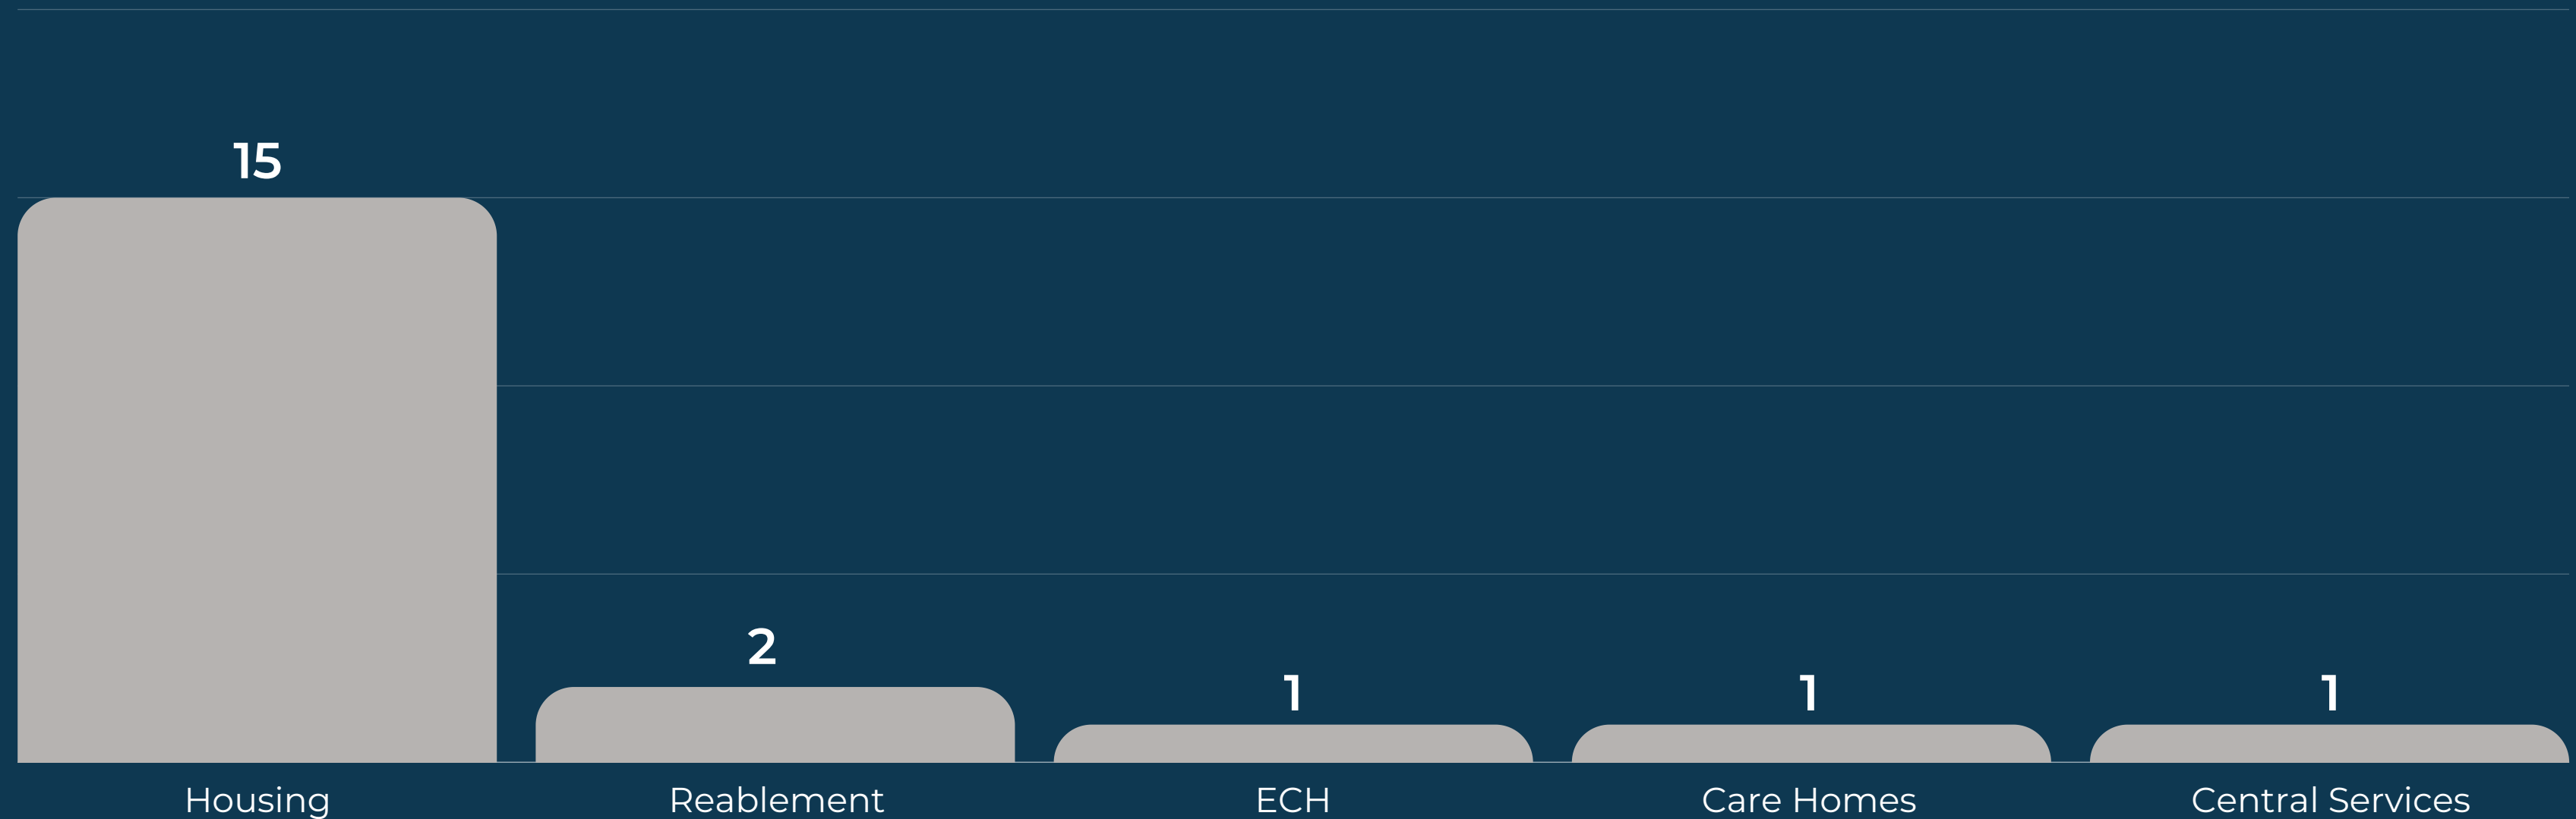 15
2
1
1
1
Housing
Reablement
ECH
Care Homes
Central Services